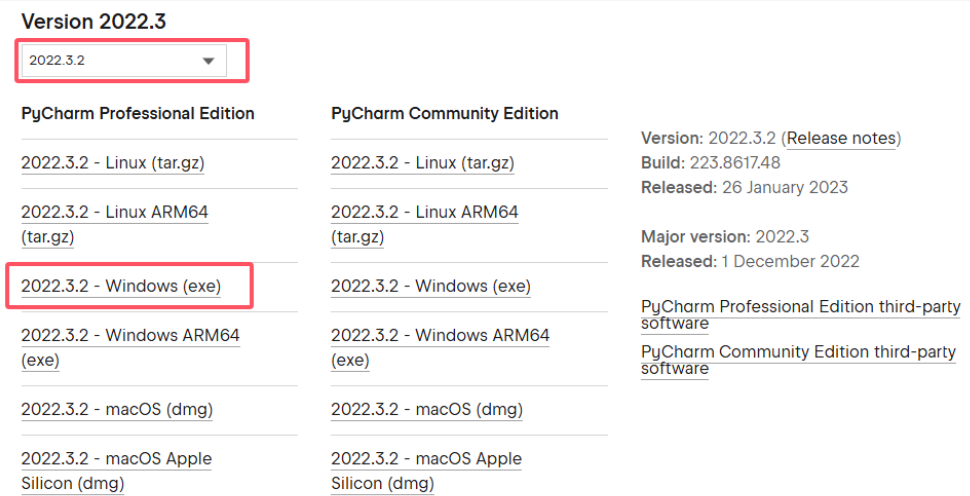 Version 2022.3
2022.3.2
PyCharm Professional Edition
2022.3.2 - Linux (tar.gz)
2022.3.2 - Linux ARM64
(tar.gz)
2022.3.2 - Windows (exe)
2022.3.2 - Windows ARM64
(exe)
2022.3.2 - macOS (dmg)
2022.3.2 - macOS Apple
Silicon (dmg)
PyCharm Community Edition
2022.3.2 - Linux (tar.gz)
2022.3.2 - Linux ARM64
(tar.gz)
2022.3.2 - Windows (exe)
2022.3.2 - Windows ARM64
(exe)
2022.3.2 - macOS (dmg)
2022.3.2 - macOS Apple
Silicon (dmg)
Version: 2022.3.2 (Release notes)
Build: 223.8617.48
Released: 26 January 2023
Major version: 2022.3
Released: 1 December 2022
PyCharm Professional Edition third-party
software
PyCharm Community Edition third-party
software